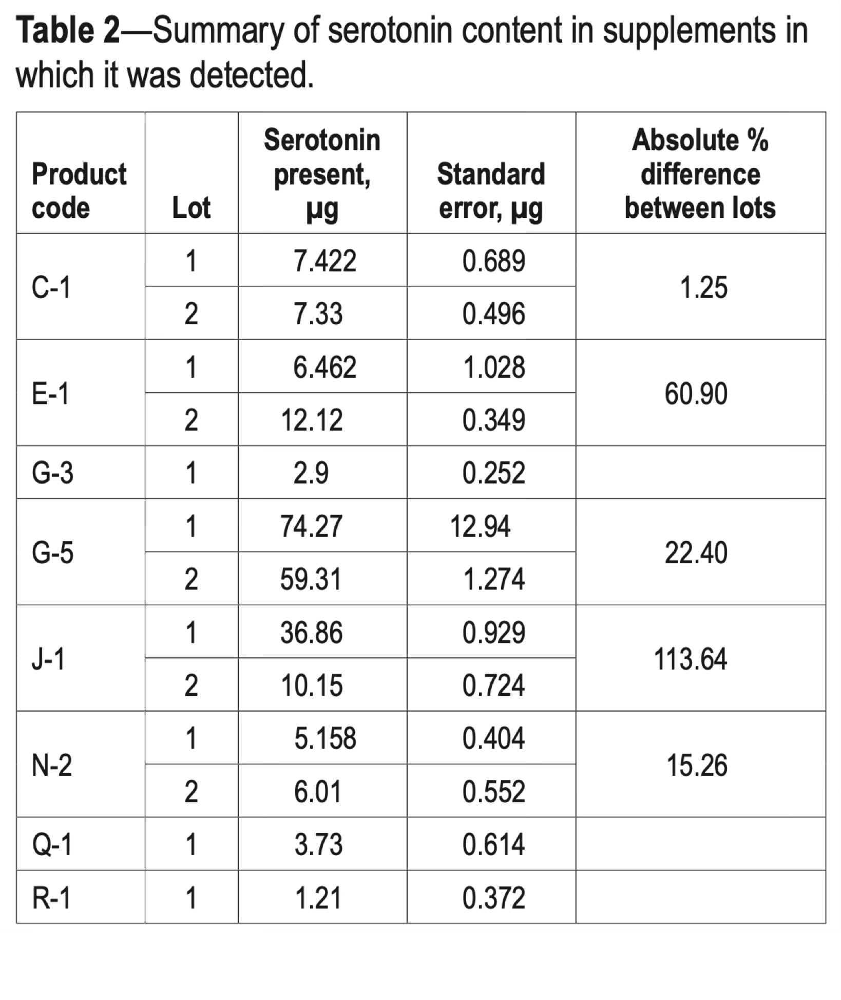 Table 2—Summary of serotonin content in supplements in
which it was detected.
Product code Lot Serotonin present, µg Standard error, µg Absolute % difference between lots
C-1 1 7.422 0.689 1.25
2 7.33 0.496
E-1 1 6.462 1.028 60.90
2 12.12 0.349
G-3 1 2.9 0.252
G-5 1 74.27 12.94 22.40
2 59.31 1.274
J-1 1 36.86 0.929 113.64
2 10.15 0.724
N-2 1 5.158 0.404 15.26
2 6.01 0.552
Q-1 1 3.73 0.614
R-1 1 1.21 0.372